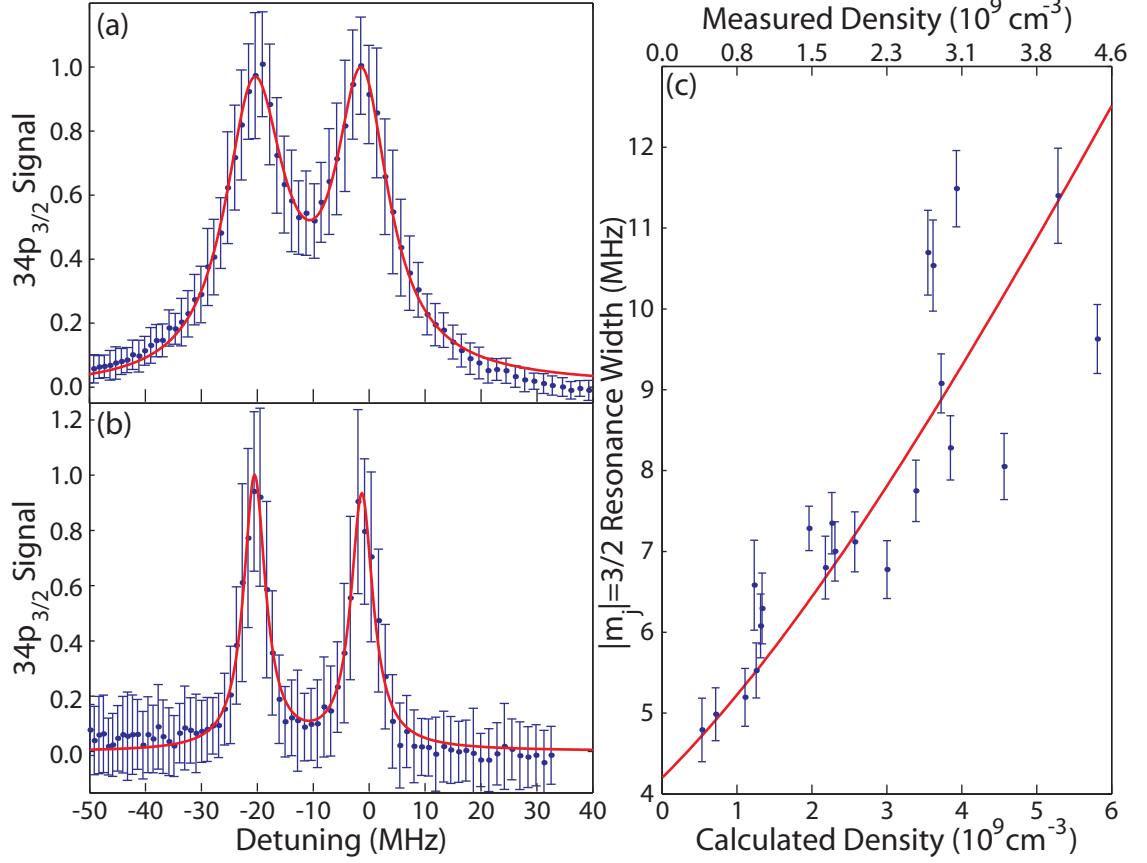 (a)
34p3/2 Signal
1.0
0.8
0.6
0.4
0.2
0.0
(b)
34p3/2 Signal
1.2
1.0
0.8
0.6
0.4
0.2
0.0
-50 -40 -30 -20 -10 0 10 20 30 40
Detuning (MHz)
Measured Density (10^9 cm^-3)
0.0 0.8 1.5 2.3 3.1 4.6
(c)
|mj|=3/2 Resonance Width (MHz)
12
11
10
9
8
7
6
5
4
0 1 2 3 4 5 6
Calculated Density (10^9 cm^-3)